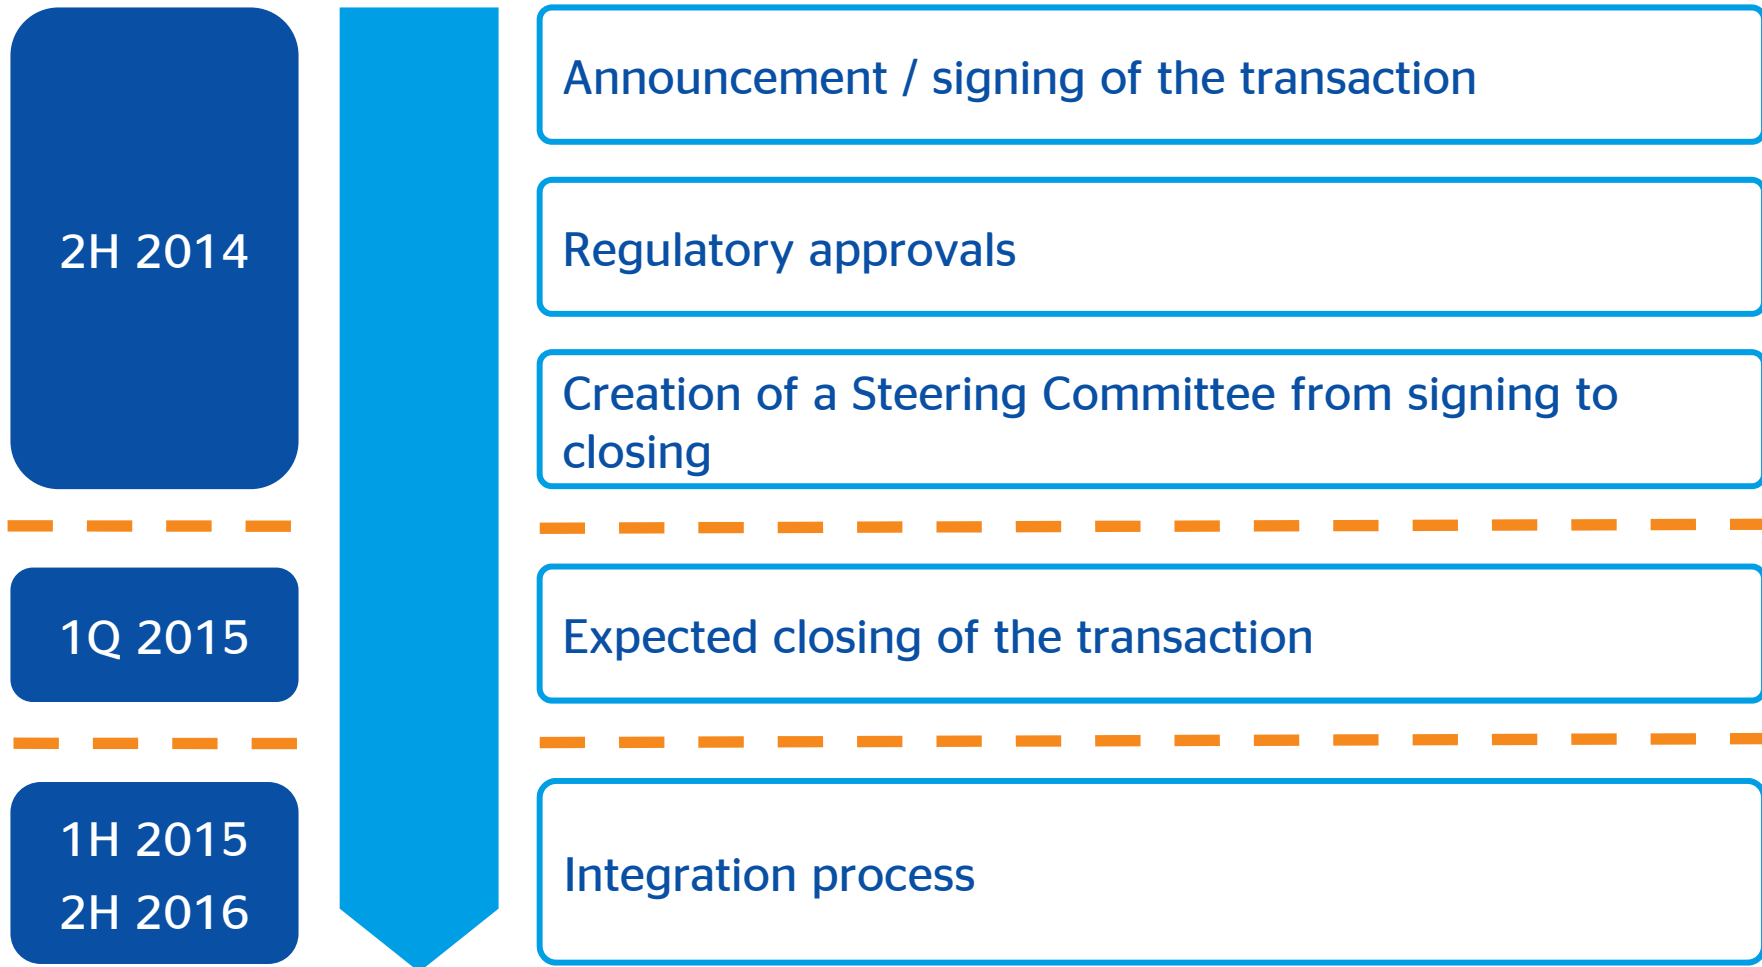 2H 2014
Announcement / signing of the transaction
Regulatory approvals
Creation of a Steering Committee from signing to
closing
1Q 2015
Expected closing of the transaction
1H 2015
2H 2016
Integration process